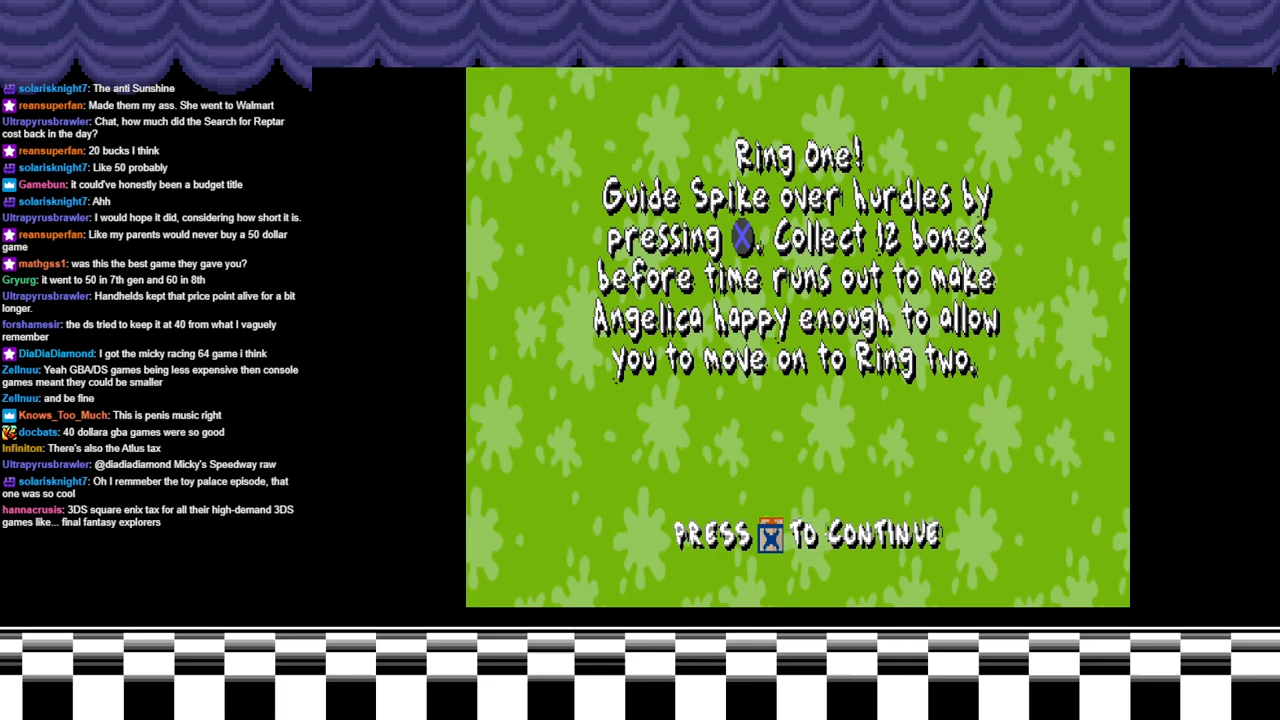 solarisknight7: The anti Sunshine
reansuperfan: Made them my ass. She went to Walmart
Ultrapyrusbrawler: Chat, how much did the Search for Reptar
cost back in the day?
reansuperfan: 20 bucks I think
solarisknight7: Like 50 probably
Gamebun: it could've honestly been a budget title
solarisknight7: Ahh
Ultrapyrusbrawler: I would hope it did, considering how short it is.
reansuperfan: Like my parents would never buy a 50 dollar
game
mathgss1: was this the best game they gave you?
Gryurg: it went to 50 in 7th gen and 60 in 8th
Ultrapyrusbrawler: Handhelds kept that price point alive for a bit
longer.
forshamesir: the ds tried to keep it at 40 from what I vaguely
remember
DiaDiaDiamond: I got the micky racing 64 game i think
Zellnuu: Yeah GBA/DS games being less expensive then console
games meant they could be smaller
Zellnuu: and be fine
Knows_Too_Much: This is penis music right
docbats: 40 dollara gba games were so good
Infiniton: There's also the Atlus tax
Ultrapyrusbrawler: @diadiadiamond Micky's Speedway raw
solarisknight7: Oh I remmeber the toy palace episode, that
one was so cool
hannacrusis: 3DS square enix tax for all their high-demand 3DS
games like... final fantasy explorers
Ring One!
Guide Spike over hurdles by
pressing X. Collect 12 bones
before time runs out to make
Angelica happy enough to allow
you to move on to Ring two.
PRESS X TO CONTINUE